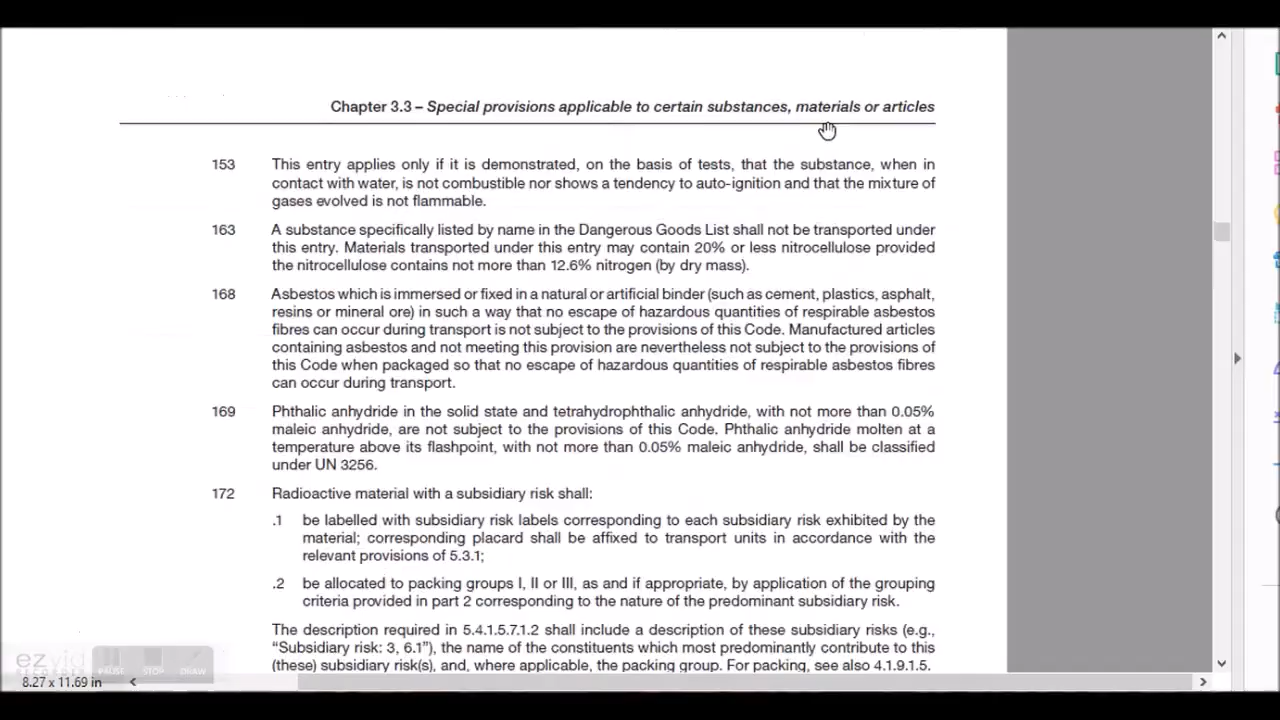 Chapter 3.3 – Special provisions applicable to certain substances, materials or articles
153 This entry applies only if it is demonstrated, on the basis of tests, that the substance, when in
contact with water, is not combustible nor shows a tendency to auto-ignition and that the mixture of
gases evolved is not flammable.
163 A substance specifically listed by name in the Dangerous Goods List shall not be transported under
this entry. Materials transported under this entry may contain 20% or less nitrocellulose provided
the nitrocellulose contains not more than 12.6% nitrogen (by dry mass).
168 Asbestos which is immersed or fixed in a natural or artificial binder (such as cement, plastics, asphalt,
resins or mineral ore) in such a way that no escape of hazardous quantities of respirable asbestos
fibres can occur during transport is not subject to the provisions of this Code. Manufactured articles
containing asbestos and not meeting this provision are nevertheless not subject to the provisions of
this Code when packaged so that no escape of hazardous quantities of respirable asbestos fibres
can occur during transport.
169 Phthalic anhydride in the solid state and tetrahydrophthalic anhydride, with not more than 0.05%
maleic anhydride, are not subject to the provisions of this Code. Phthalic anhydride molten at a
temperature above its flashpoint, with not more than 0.05% maleic anhydride, shall be classified
under UN 3256.
172 Radioactive material with a subsidiary risk shall:
.1 be labelled with subsidiary risk labels corresponding to each subsidiary risk exhibited by the
material; corresponding placard shall be affixed to transport units in accordance with the
relevant provisions of 5.3.1;
.2 be allocated to packing groups I, II or III, as and if appropriate, by application of the grouping
criteria provided in part 2 corresponding to the nature of the predominant subsidiary risk.
The description required in 5.4.1.5.7.1.2 shall include a description of these subsidiary risks (e.g.,
"Subsidiary risk: 3, 6.1"), the name of the constituents which most predominantly contribute to this
(these) subsidiary risk(s), and, where applicable, the packing group. For packing, see also 4.1.9.1.5.
ezvid
RECORDER PAUSE STOP DRAW
8.27 x 11.69 in